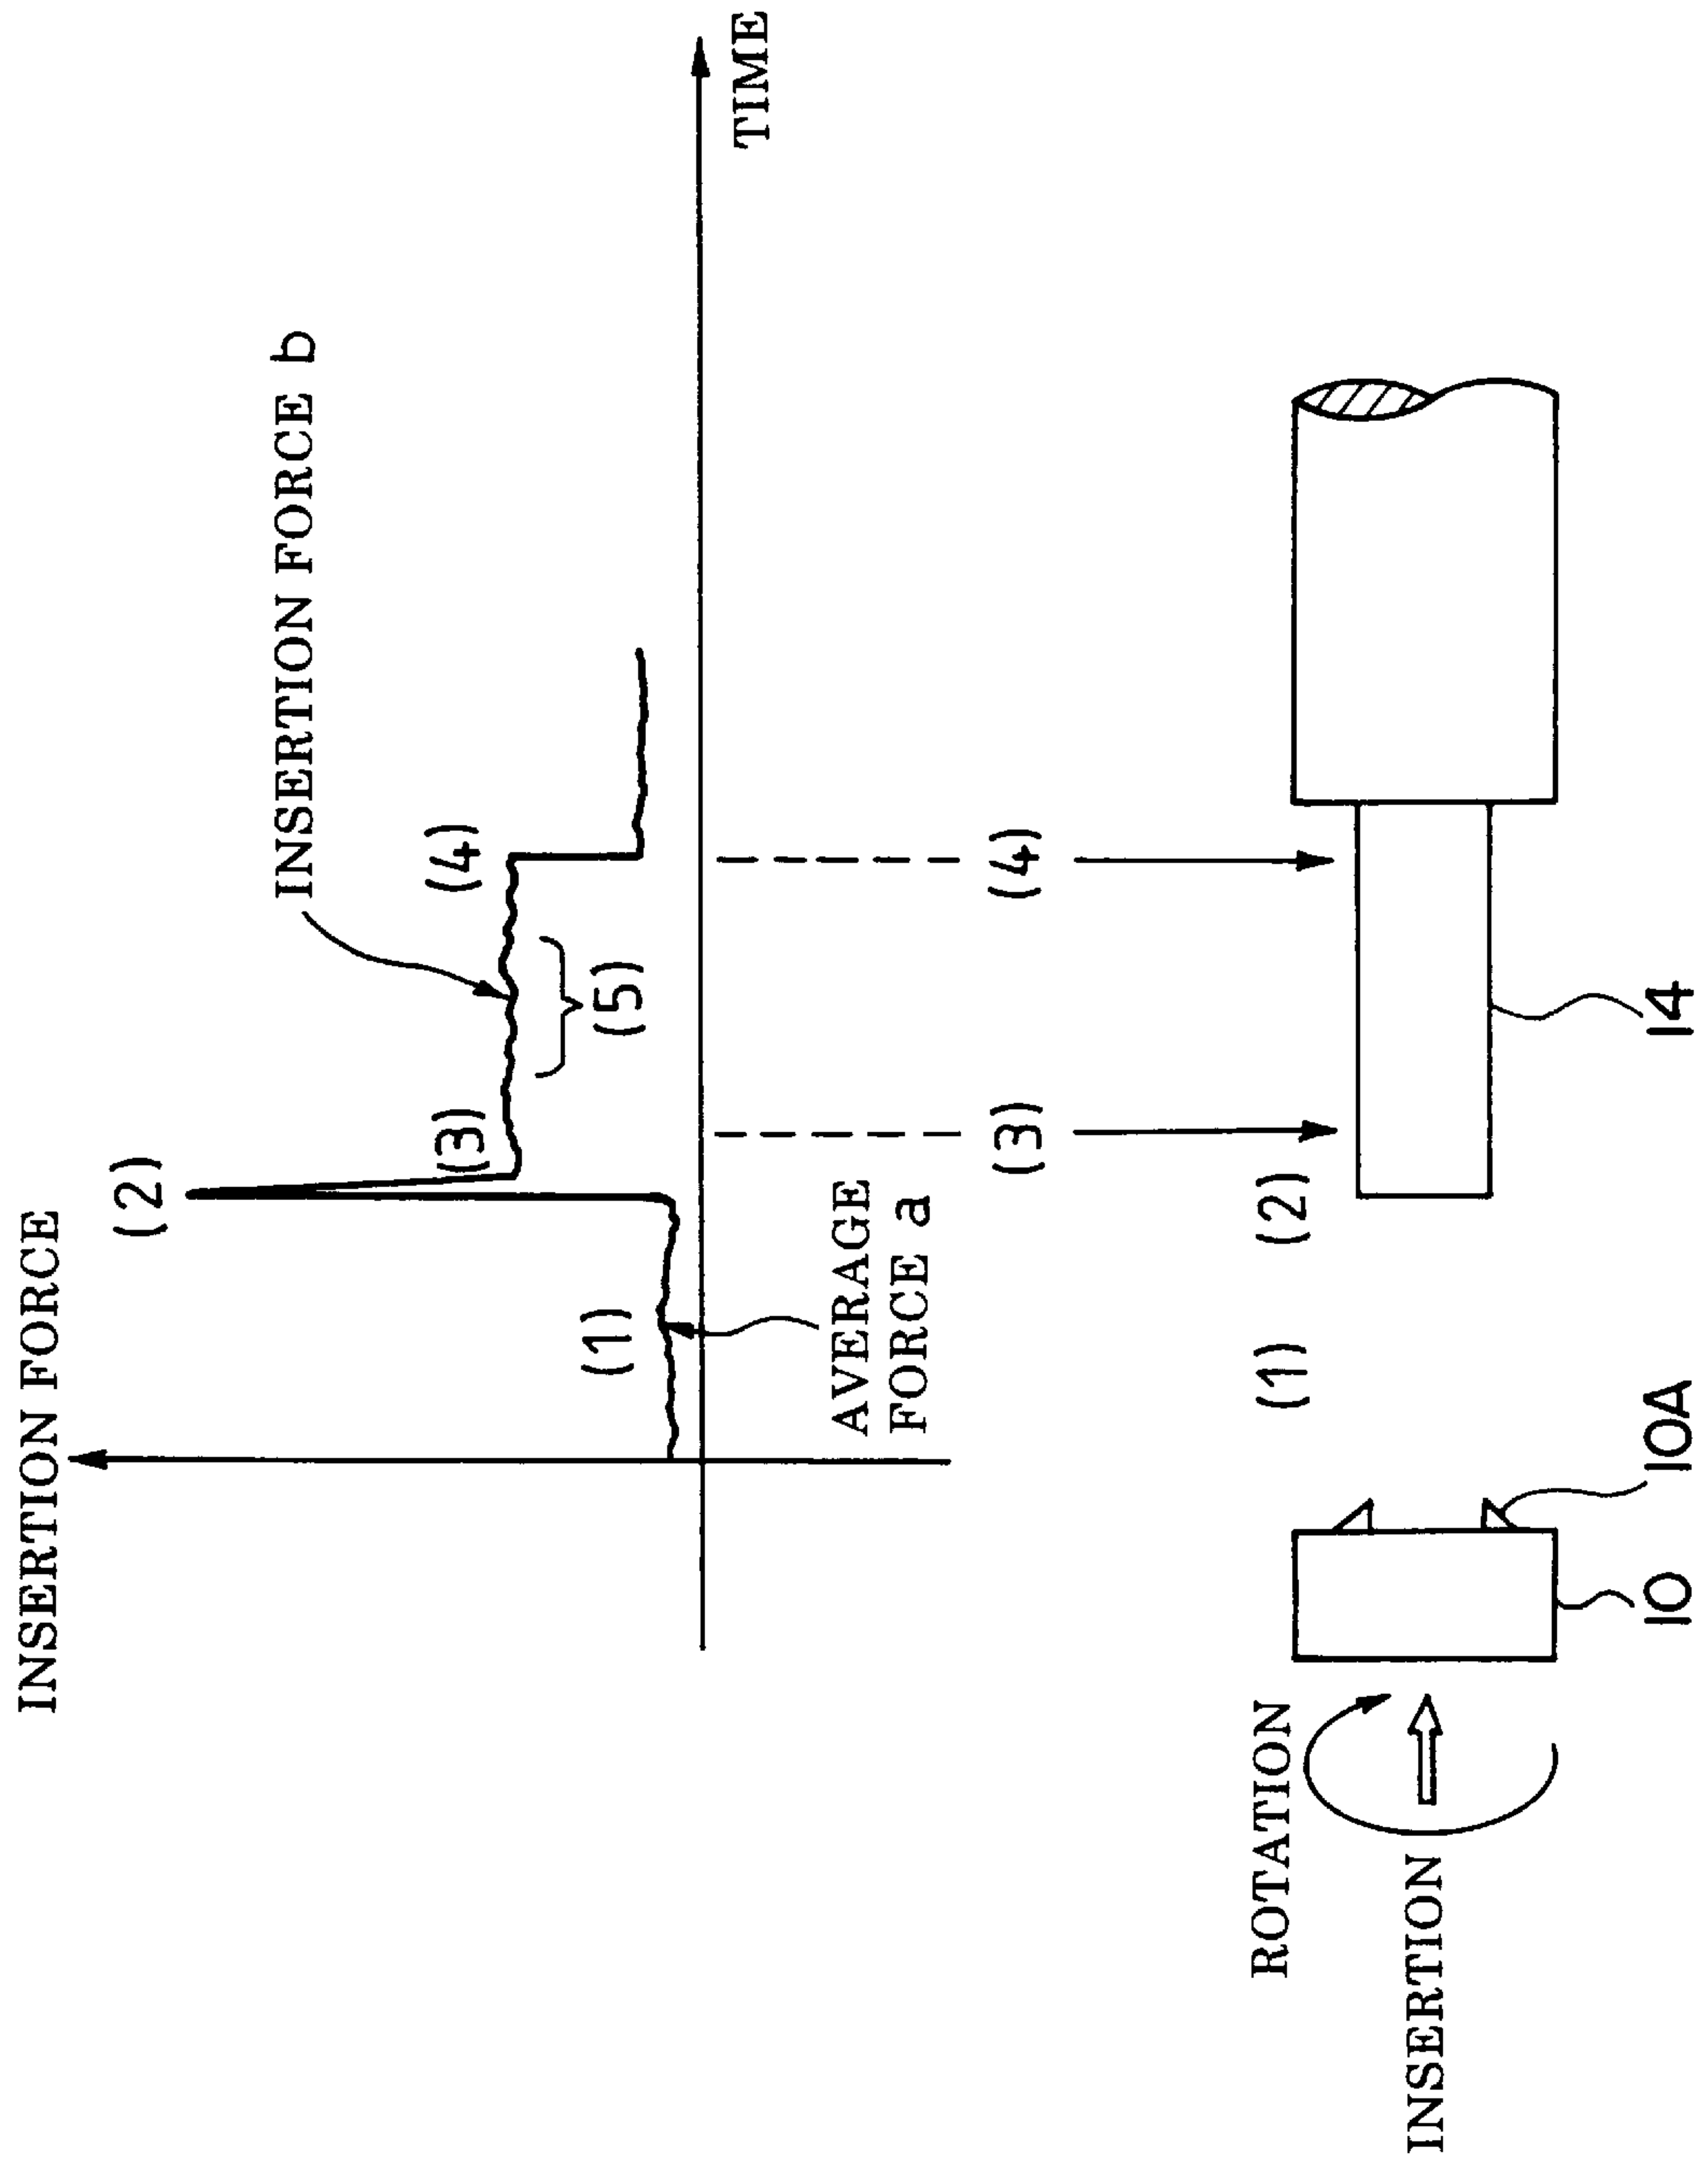 INSERTION FORCE
(2)
INSERTION FORCE b
(3)
(4)
(1)
(5)
TIME
AVERAGE
FORCE a
(3)
(4)
ROTATION
(1)
(2)
INSERTION
10
10A
14